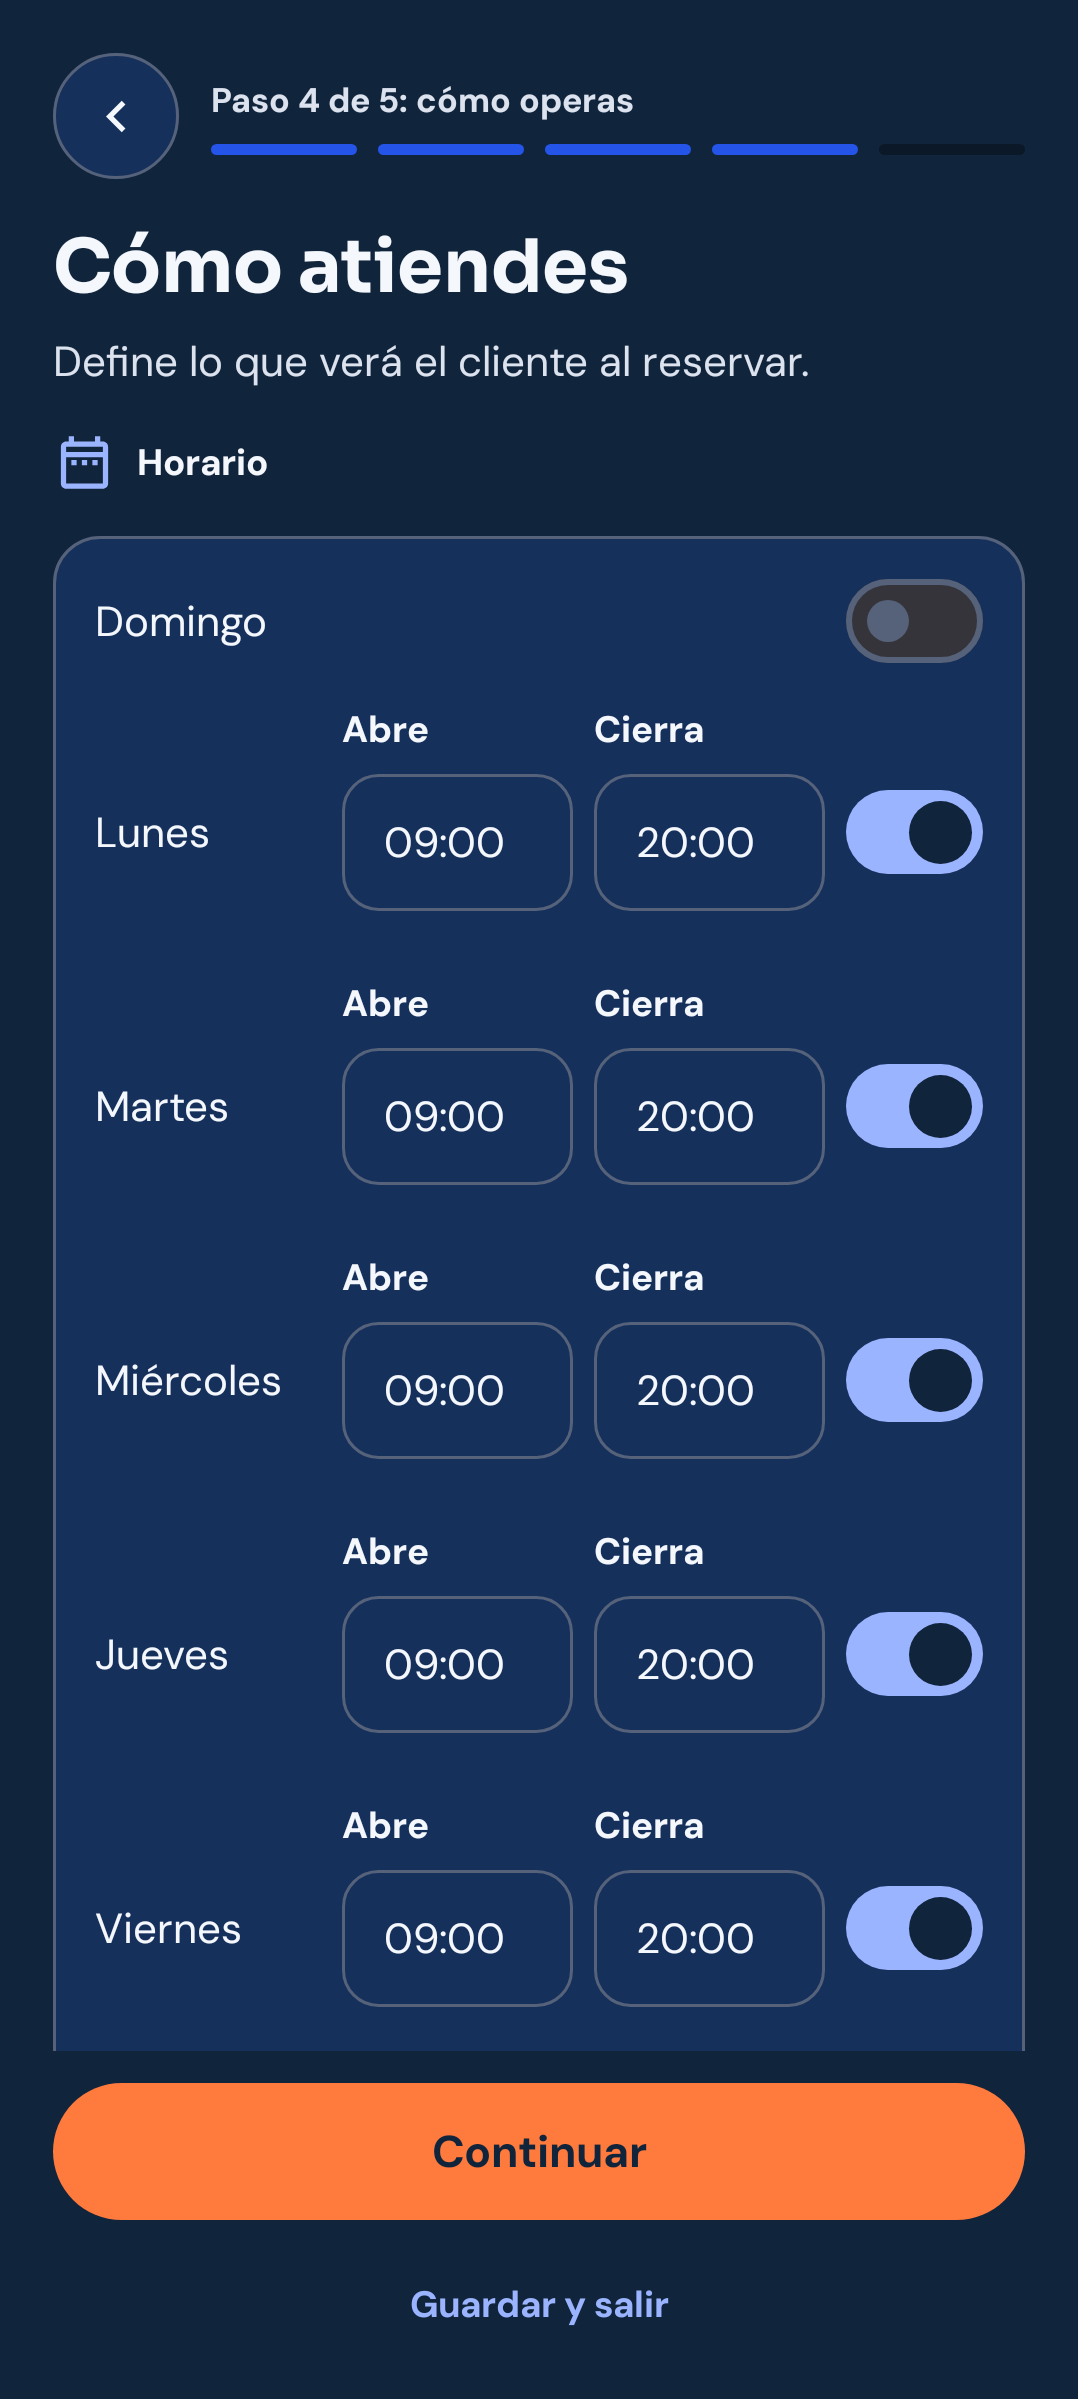 Paso 4 de 5: cómo operas
Cómo atiendes
Define lo que verá el cliente al reservar.
Horario
Domingo
Abre Cierra
Lunes 09:00 20:00
Abre Cierra
Martes 09:00 20:00
Abre Cierra
Miércoles 09:00 20:00
Abre Cierra
Jueves 09:00 20:00
Abre Cierra
Viernes 09:00 20:00
Continuar
Guardar y salir